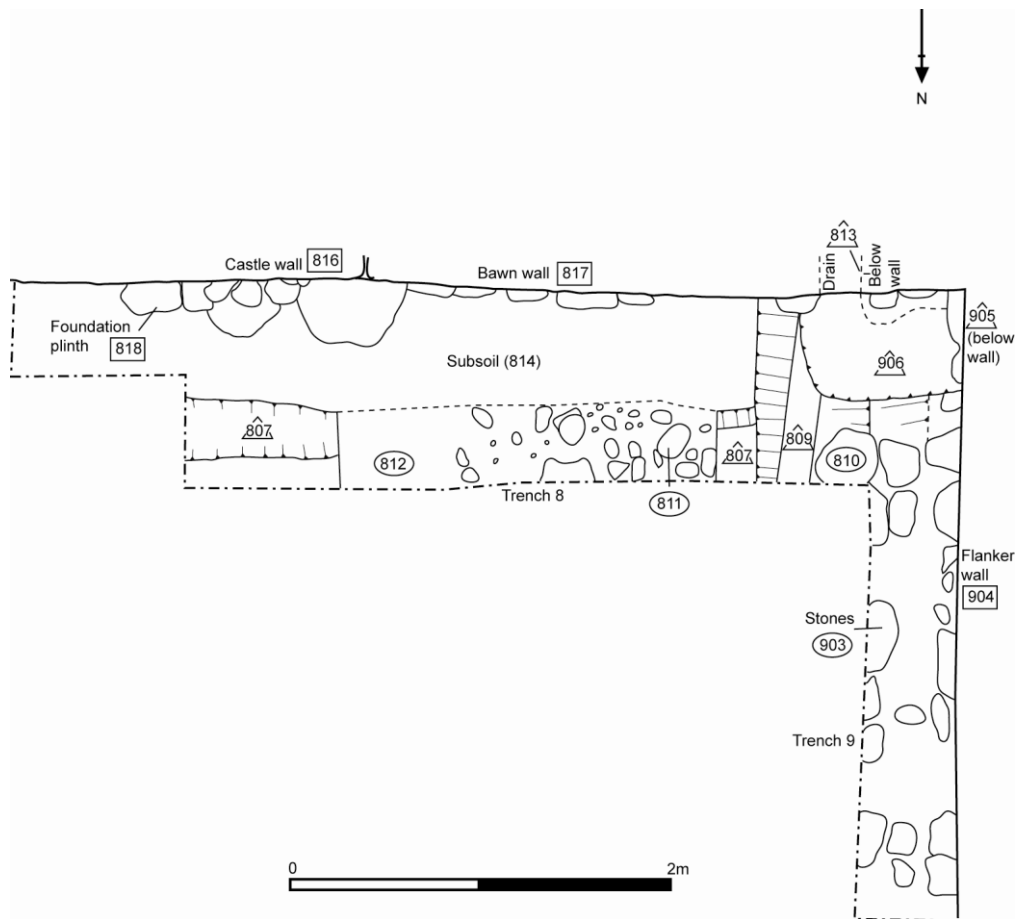 N
813
Drain
Below
wall
Castle wall 816
Bawn wall 817
Foundation
plinth 818
905
(below
wall)
Subsoil (814)
906
807
812
807
809
810
Trench 8
811
Flanker
wall
904
Stones
903
Trench 9
0 2m